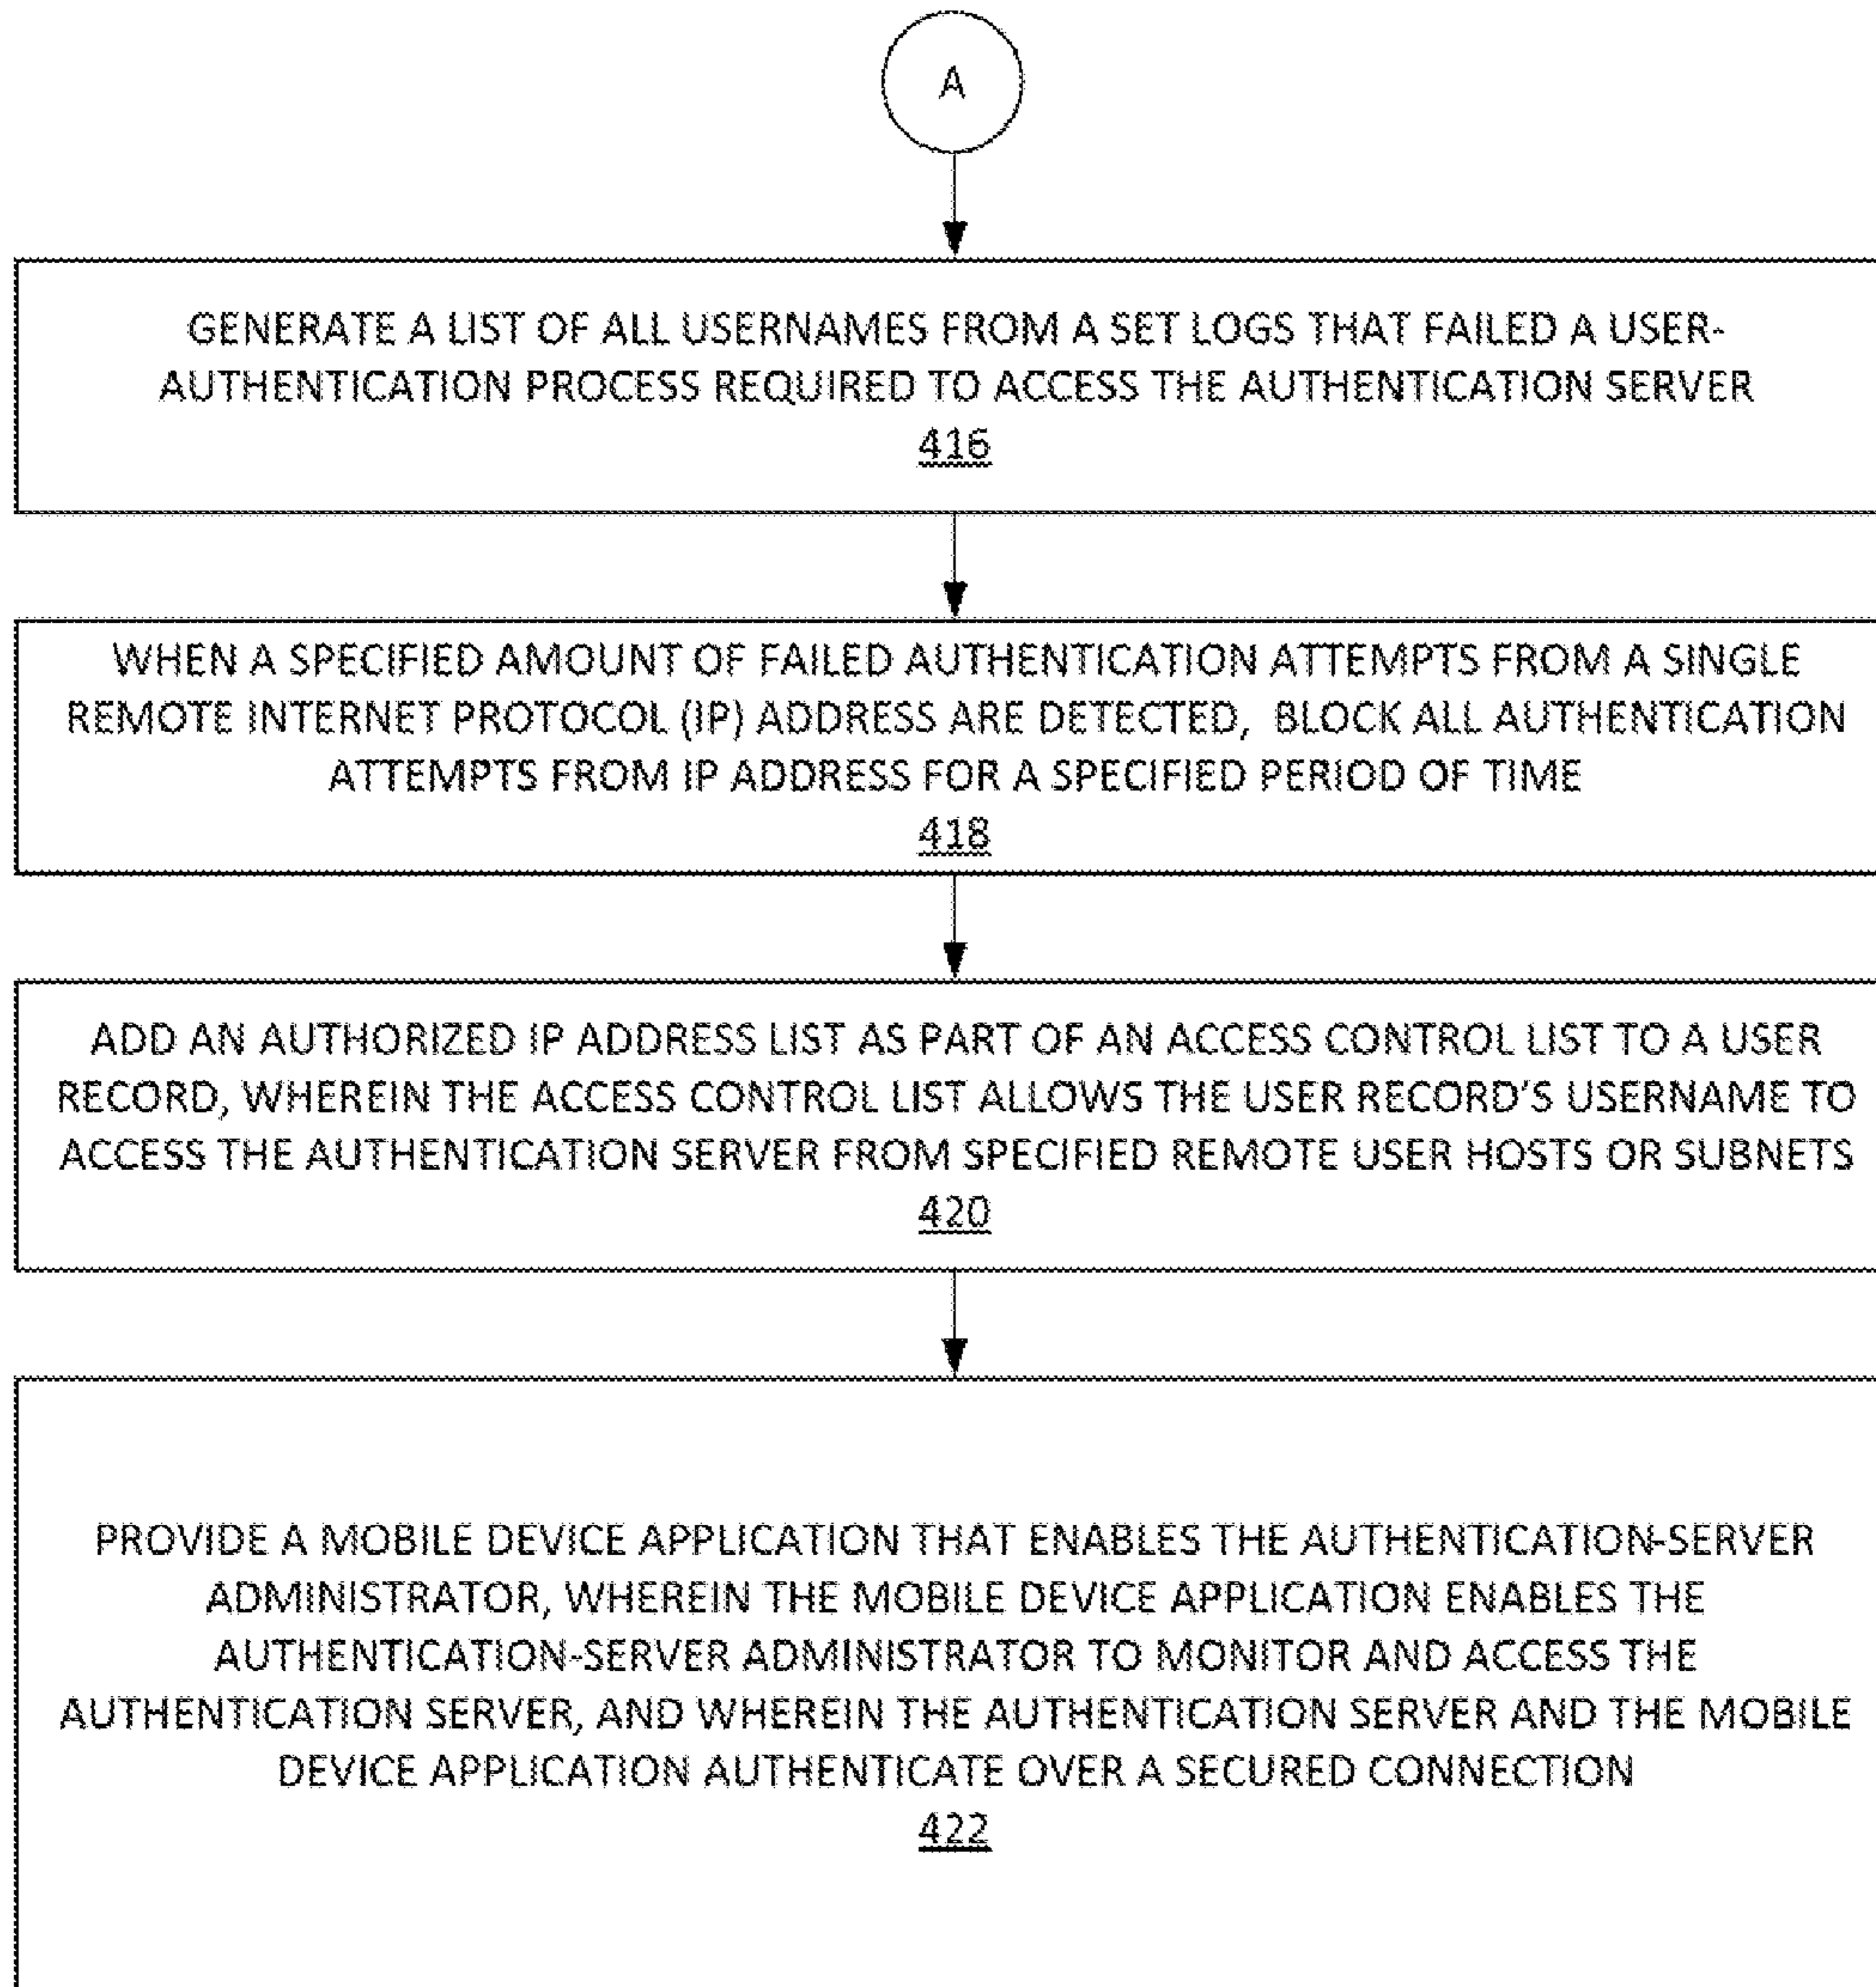 A
GENERATE A LIST OF ALL USERNAMES FROM A SET LOGS THAT FAILED A USER-
AUTHENTICATION PROCESS REQUIRED TO ACCESS THE AUTHENTICATION SERVER
416
WHEN A SPECIFIED AMOUNT OF FAILED AUTHENTICATION ATTEMPTS FROM A SINGLE
REMOTE INTERNET PROTOCOL (IP) ADDRESS ARE DETECTED, BLOCK ALL AUTHENTICATION
ATTEMPTS FROM IP ADDRESS FOR A SPECIFIED PERIOD OF TIME
418
ADD AN AUTHORIZED IP ADDRESS LIST AS PART OF AN ACCESS CONTROL LIST TO A USER
RECORD, WHEREIN THE ACCESS CONTROL LIST ALLOWS THE USER RECORD'S USERNAME TO
ACCESS THE AUTHENTICATION SERVER FROM SPECIFIED REMOTE USER HOSTS OR SUBNETS
420
PROVIDE A MOBILE DEVICE APPLICATION THAT ENABLES THE AUTHENTICATION-SERVER
ADMINISTRATOR, WHEREIN THE MOBILE DEVICE APPLICATION ENABLES THE
AUTHENTICATION-SERVER ADMINISTRATOR TO MONITOR AND ACCESS THE
AUTHENTICATION SERVER, AND WHEREIN THE AUTHENTICATION SERVER AND THE MOBILE
DEVICE APPLICATION AUTHENTICATE OVER A SECURED CONNECTION
422